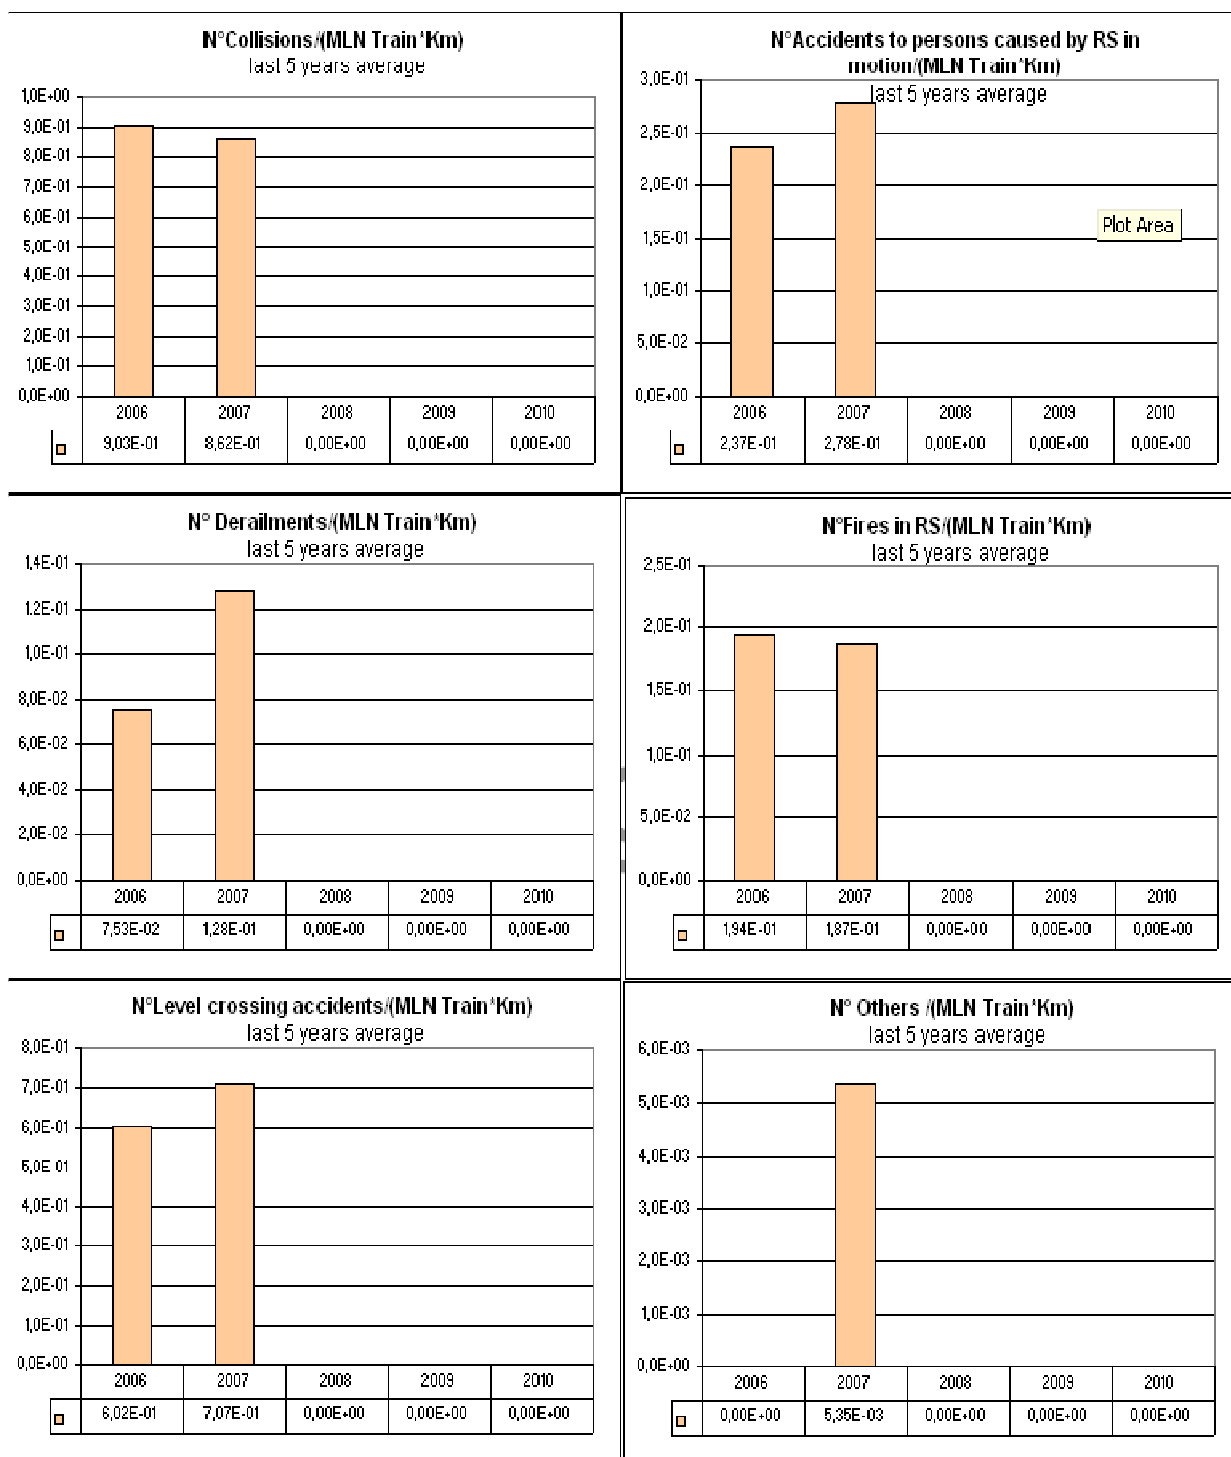 N°Collisions/(MLN Train*Km)
last 5 years average
1,0E+00
9,0E-01
8,0E-01
7,0E-01
6,0E-01
5,0E-01
4,0E-01
3,0E-01
2,0E-01
1,0E-01
0,0E+00
2006 2007 2008 2009 2010
9,03E-01 8,62E-01 0,00E+00 0,00E+00 0,00E+00
N°Accidents to persons caused by RS in
motion/(MLN Train*Km)
last 5 years average
3,0E-01
2,5E-01
2,0E-01
1,5E-01
1,0E-01
5,0E-02
0,0E+00
Plot Area
2006 2007 2008 2009 2010
2,37E-01 2,78E-01 0,00E+00 0,00E+00 0,00E+00
N° Derailments/(MLN Train*Km)
last 5 years average
1,4E-01
1,2E-01
1,0E-01
8,0E-02
6,0E-02
4,0E-02
2,0E-02
0,0E+00
2006 2007 2008 2009 2010
7,53E-02 1,28E-01 0,00E+00 0,00E+00 0,00E+00
N°Fires in RS/(MLN Train*Km)
last 5 years average
2,5E-01
2,0E-01
1,5E-01
1,0E-01
5,0E-02
0,0E+00
2006 2007 2008 2009 2010
1,94E-01 1,87E-01 0,00E+00 0,00E+00 0,00E+00
N°Level crossing accidents/(MLN Train*Km)
last 5 years average
8,0E-01
7,0E-01
6,0E-01
5,0E-01
4,0E-01
3,0E-01
2,0E-01
1,0E-01
0,0E+00
2006 2007 2008 2009 2010
6,02E-01 7,07E-01 0,00E+00 0,00E+00 0,00E+00
N° Others /(MLN Train*Km)
last 5 years average
6,0E-03
5,0E-03
4,0E-03
3,0E-03
2,0E-03
1,0E-03
0,0E+00
2006 2007 2008 2009 2010
0,00E+00 5,35E-03 0,00E+00 0,00E+00 0,00E+00